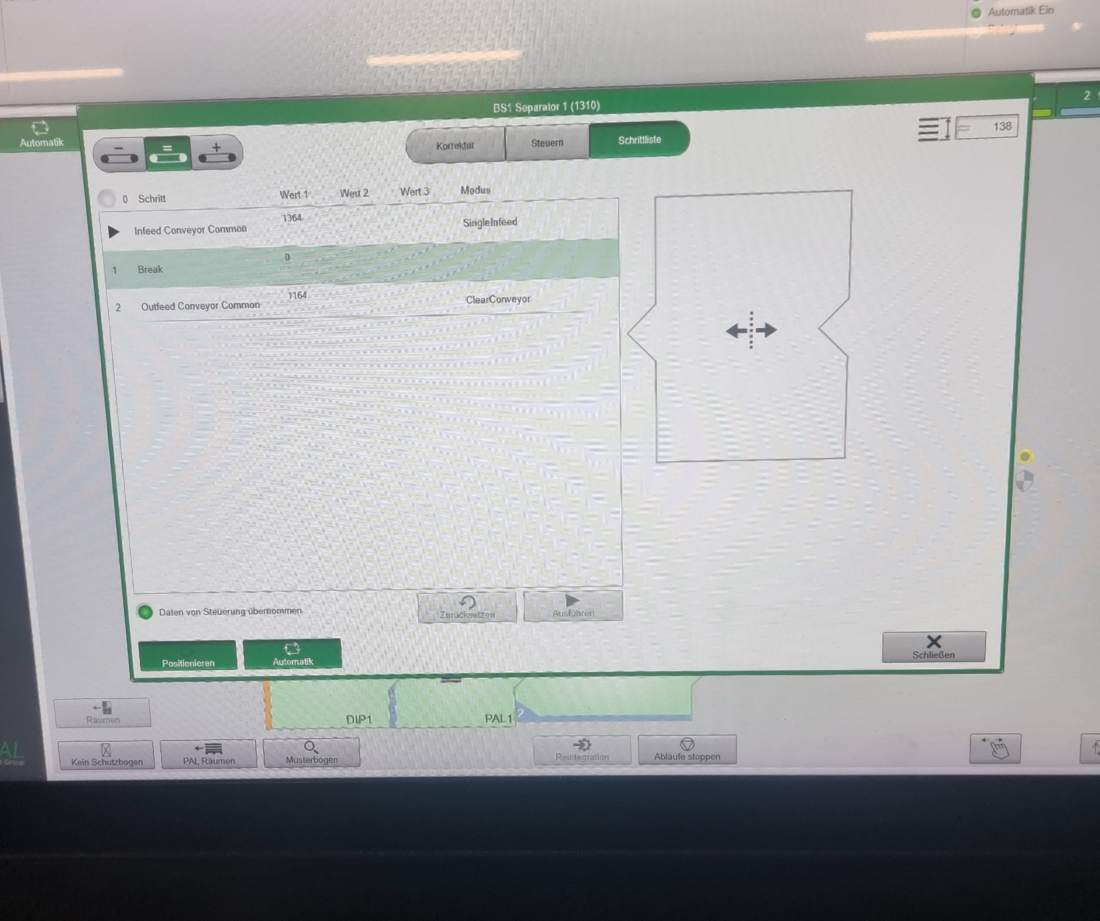 Automatik Ein
BS1 Separator 1 (1310)
2
Automatik
Korrektur
Steuern
Schrittliste
138
0 Schritt Wert 1 Wert 2 Wert 3 Modus
Infeed Conveyor Common 1364 SingleInfeed
1 Break 0
2 Outfeed Conveyor Common 1164 ClearConveyor
Daten von Steuerung übernommen
Zurücksetzen
Ausführen
Positionieren
Automatik
Schließen
Räumen
DIP1
PAL1
2
Kein Schutzbogen
PAL Räumen
Musterbogen
Reintegration
Abläufe stoppen